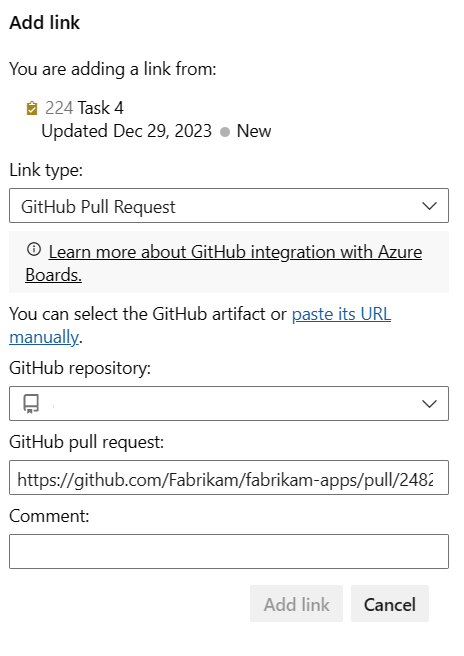 Add link
You are adding a link from:
224 Task 4
Updated Dec 29, 2023 New
Link type:
GitHub Pull Request
Learn more about GitHub integration with Azure
Boards.
You can select the GitHub artifact or paste its URL
manually.
GitHub repository:
GitHub pull request:
https://github.com/Fabrikam/fabrikam-apps/pull/2482
Comment:
Add link Cancel